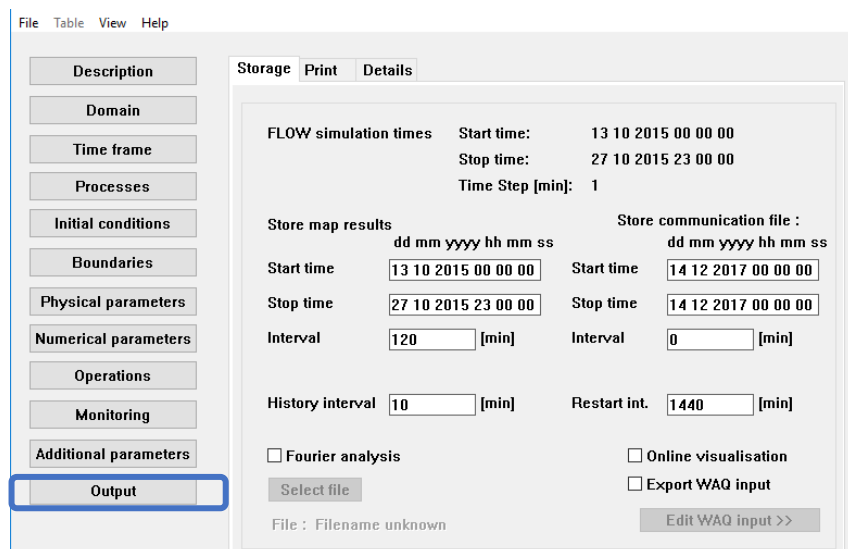 File Table View Help
Description
Domain
Time frame
Processes
Initial conditions
Boundaries
Physical parameters
Numerical parameters
Operations
Monitoring
Additional parameters
Output
Storage Print Details
FLOW simulation times Start time: 13 10 2015 00 00 00
Stop time: 27 10 2015 23 00 00
Time Step [min]: 1
Store map results Store communication file :
dd mm yyyy hh mm ss dd mm yyyy hh mm ss
Start time 13 10 2015 00 00 00 Start time 14 12 2017 00 00 00
Stop time 27 10 2015 23 00 00 Stop time 14 12 2017 00 00 00
Interval 120 [min] Interval 0 [min]
History interval 10 [min] Restart int. 1440 [min]
Fourier analysis Online visualisation
Select file Export WAQ input
File : Filename unknown Edit WAQ input >>